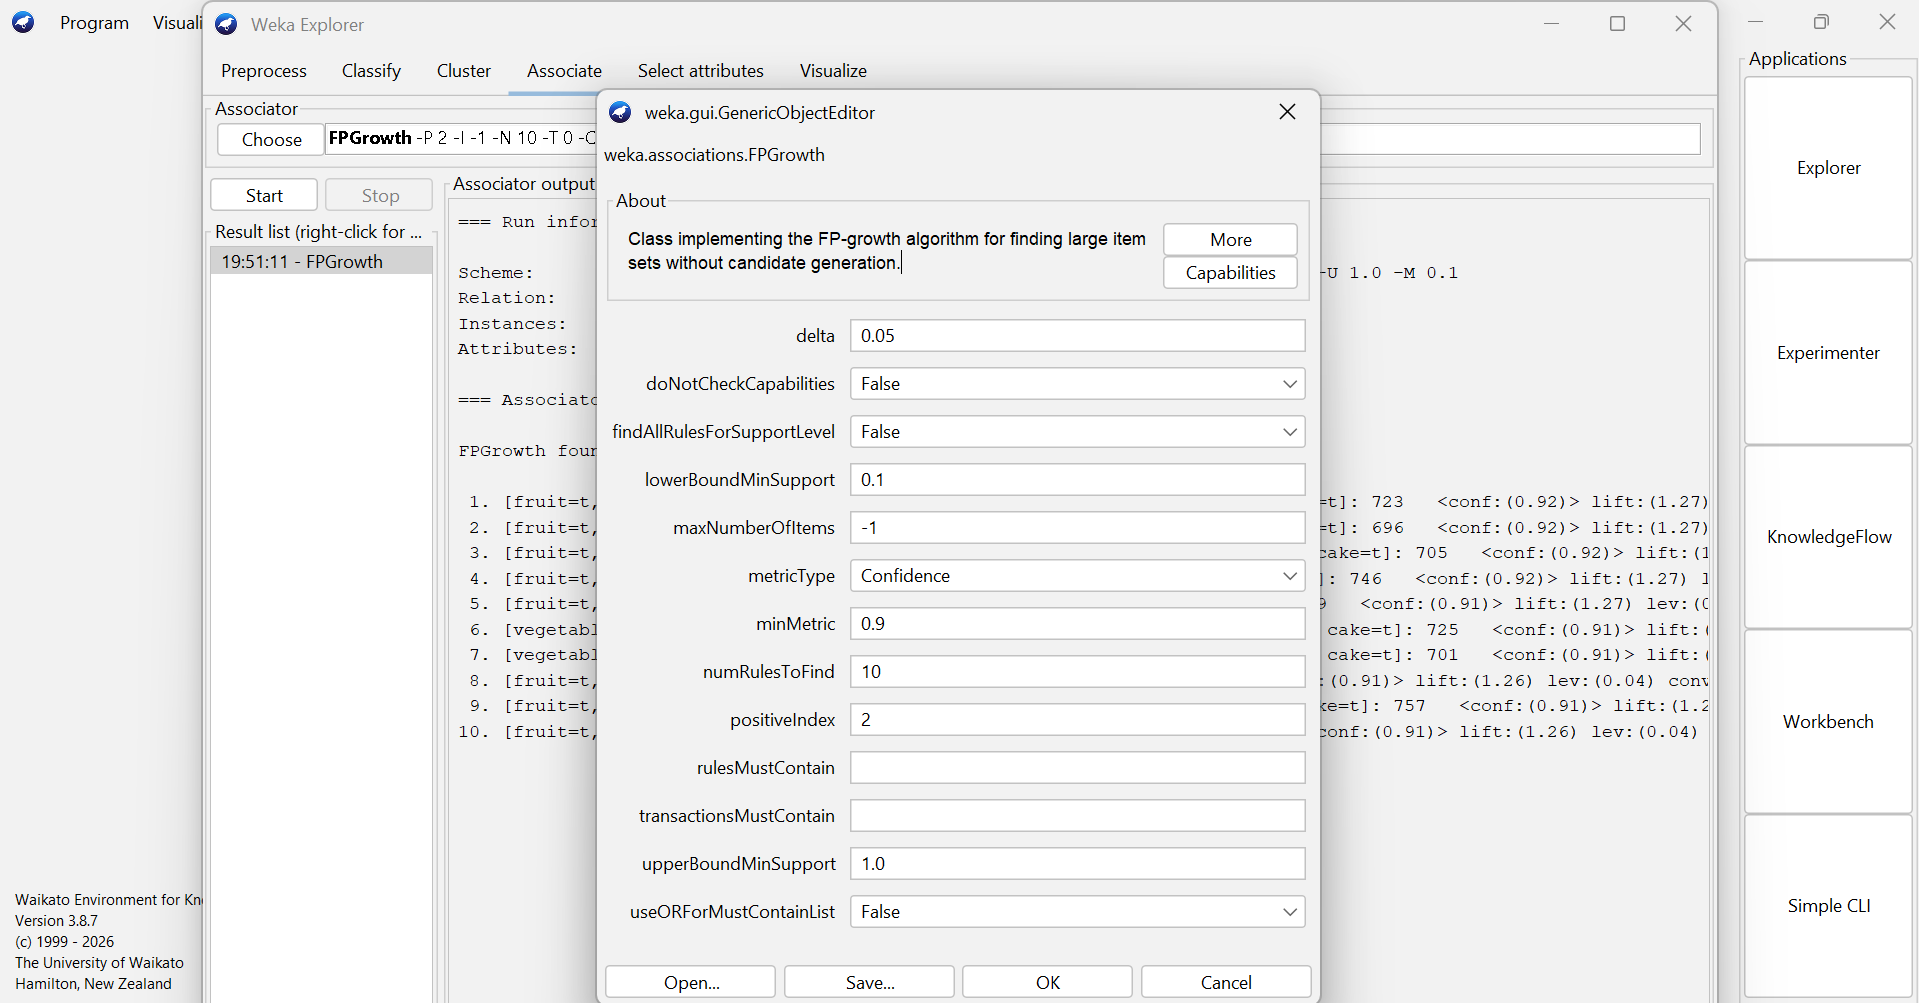 Program Visuali
Weka Explorer
Preprocess Classify Cluster Associate Select attributes Visualize
Associator
Choose FPGrowth -P 2 -I -1 -N 10 -T 0 -C
Start Stop
Result list (right-click for ...
19:51:11 - FPGrowth
Associator output
=== Run infor
Scheme: -U 1.0 -M 0.1
Relation:
Instances:
Attributes:
=== Associato
FPGrowth foun
1. [fruit=t, =t]: 723 <conf:(0.92)> lift:(1.27)
2. [fruit=t, =t]: 696 <conf:(0.92)> lift:(1.27)
3. [fruit=t, cake=t]: 705 <conf:(0.92)> lift:(1
4. [fruit=t, ]: 746 <conf:(0.92)> lift:(1.27) l
5. [fruit=t, 9 <conf:(0.91)> lift:(1.27) lev:(0
6. [vegetabl cake=t]: 725 <conf:(0.91)> lift:(
7. [vegetabl cake=t]: 701 <conf:(0.91)> lift:(
8. [fruit=t, :(0.91)> lift:(1.26) lev:(0.04) conv
9. [fruit=t, ke=t]: 757 <conf:(0.91)> lift:(1.2
10. [fruit=t, conf:(0.91)> lift:(1.26) lev:(0.04)
weka.gui.GenericObjectEditor
weka.associations.FPGrowth
About
Class implementing the FP-growth algorithm for finding large item
sets without candidate generation.
More
Capabilities
delta 0.05
doNotCheckCapabilities False
findAllRulesForSupportLevel False
lowerBoundMinSupport 0.1
maxNumberOfItems -1
metricType Confidence
minMetric 0.9
numRulesToFind 10
positiveIndex 2
rulesMustContain
transactionsMustContain
upperBoundMinSupport 1.0
useORForMustContainList False
Open... Save... OK Cancel
Applications
Explorer
Experimenter
KnowledgeFlow
Workbench
Simple CLI
Waikato Environment for Kn
Version 3.8.7
(c) 1999 - 2026
The University of Waikato
Hamilton, New Zealand